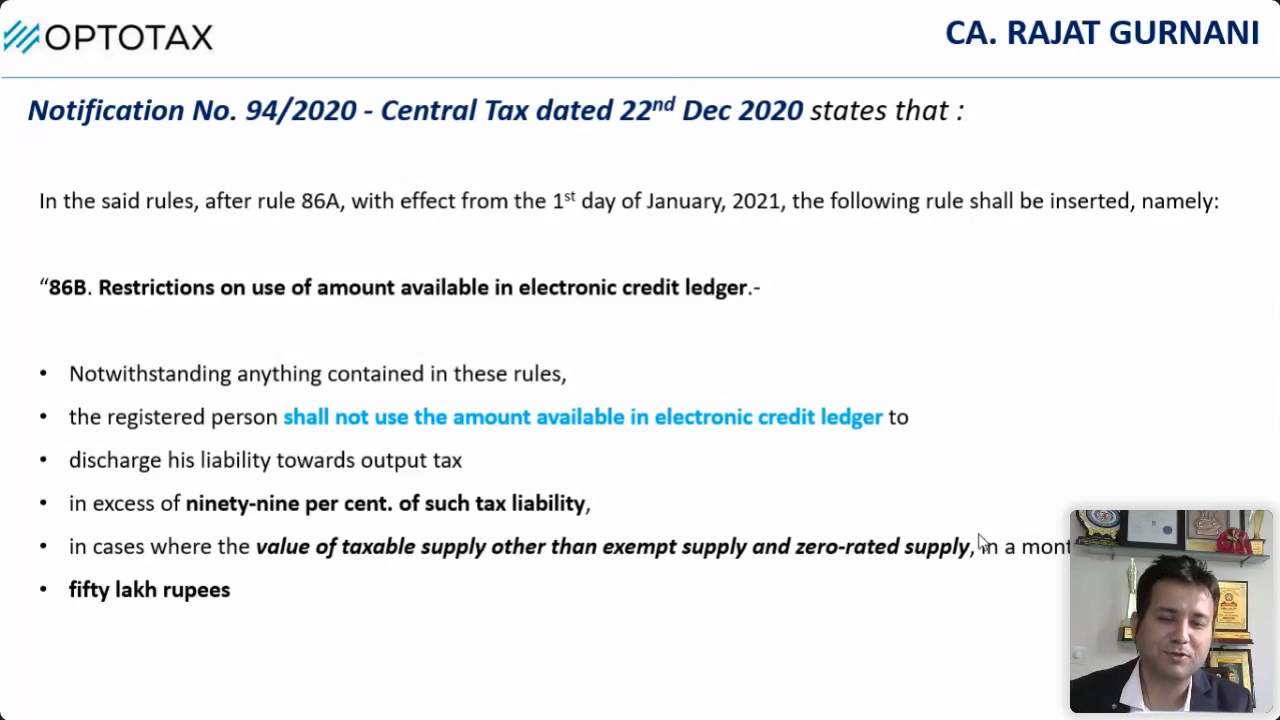 OPTOTAX
CA. RAJAT GURNANI
Notification No. 94/2020 - Central Tax dated 22nd Dec 2020 states that :
In the said rules, after rule 86A, with effect from the 1st day of January, 2021, the following rule shall be inserted, namely:
“86B. Restrictions on use of amount available in electronic credit ledger.-
• Notwithstanding anything contained in these rules,
• the registered person shall not use the amount available in electronic credit ledger to
• discharge his liability towards output tax
• in excess of ninety-nine per cent. of such tax liability,
• in cases where the value of taxable supply other than exempt supply and zero-rated supply, in a
• fifty lakh rupees